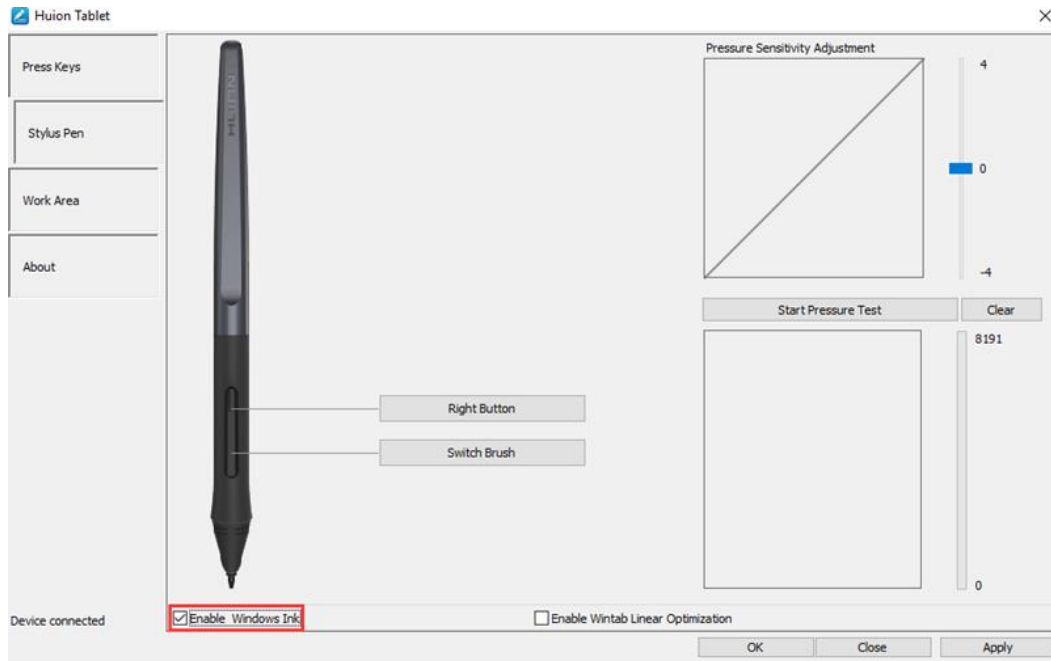 Huion Tablet
Press Keys
Stylus Pen
Work Area
About
Device connected
HUION
Right Button
Switch Brush
Pressure Sensitivity Adjustment
4
0
-4
Start Pressure Test
Clear
8191
0
Enable Windows Ink
Enable Wintab Linear Optimization
OK
Close
Apply